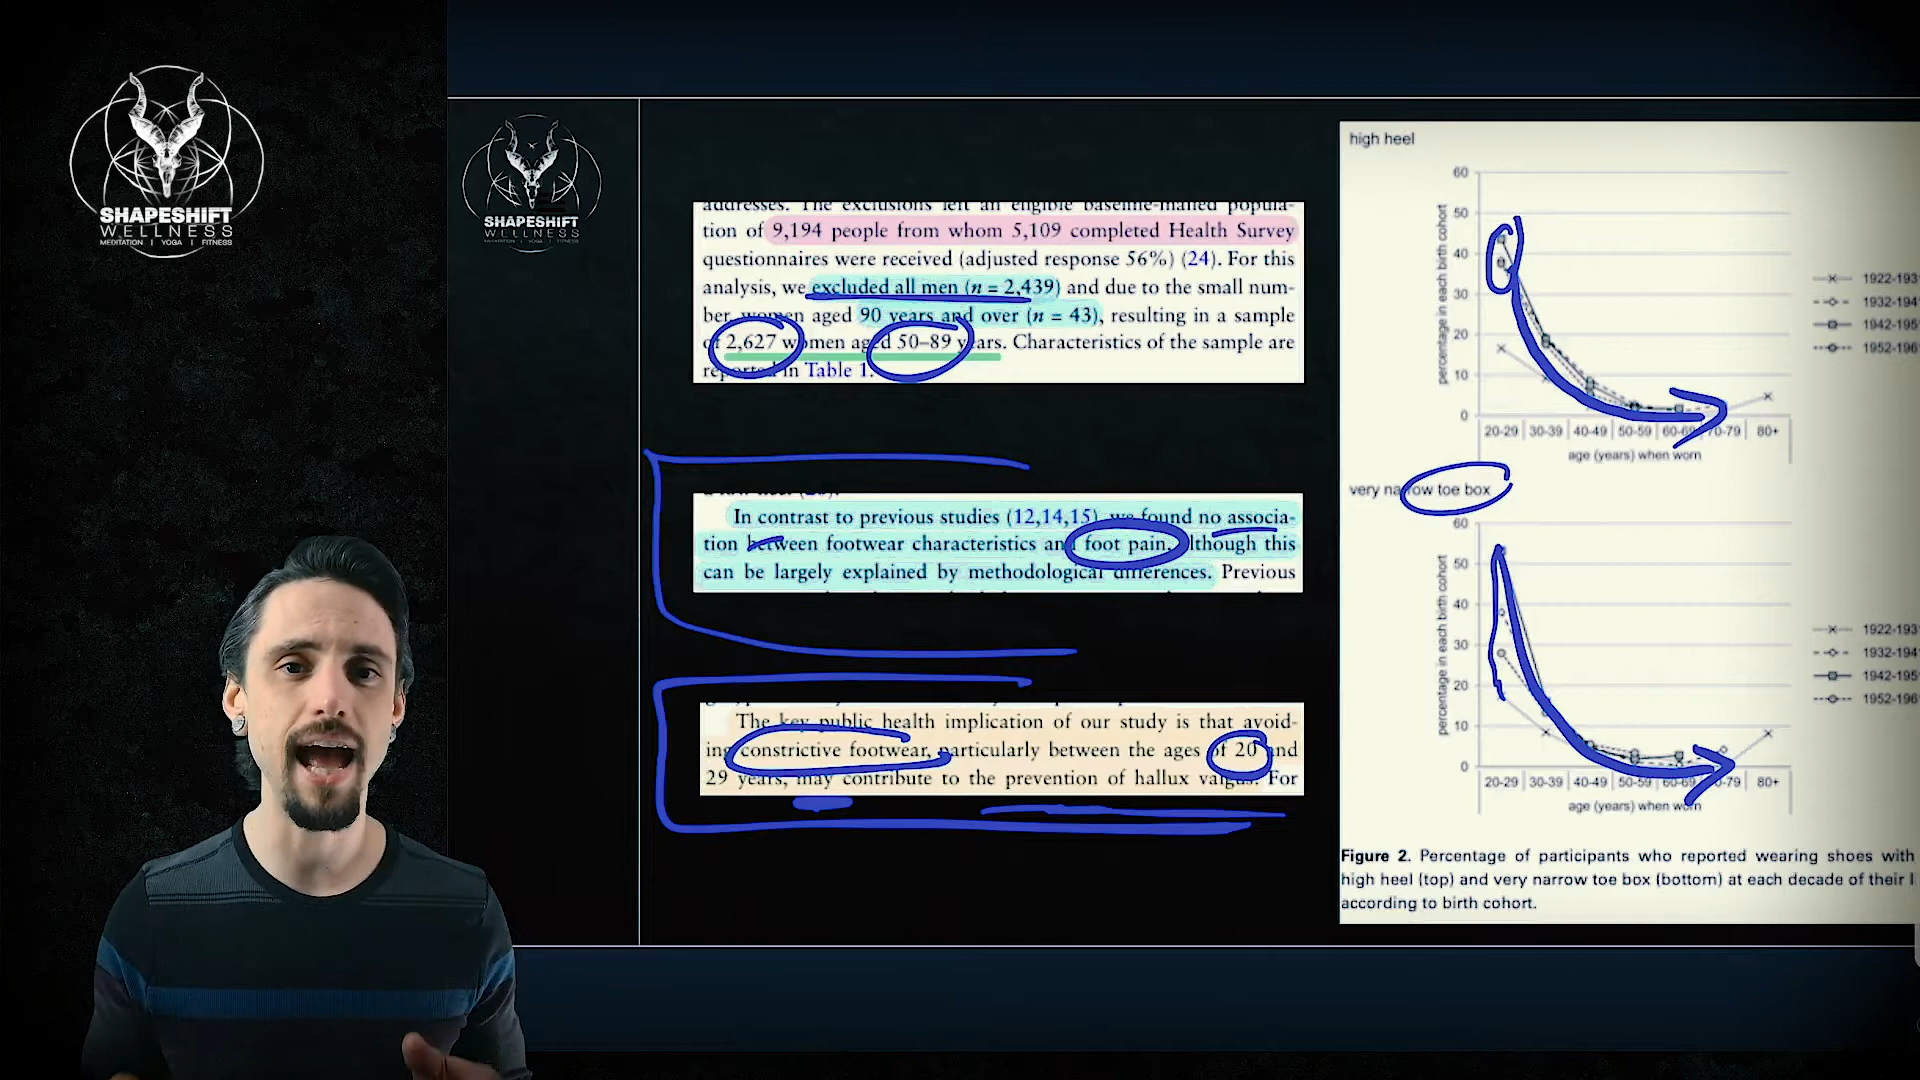 SHAPESHIFT
WELLNESS
MEDITATION | YOGA | FITNESS
SHAPESHIFT
WELLNESS
MEDITATION | YOGA | FITNESS
addresses. The exclusions left an eligible baseline-mailed popula-
tion of 9,194 people from whom 5,109 completed Health Survey
questionnaires were received (adjusted response 56%) (24). For this
analysis, we excluded all men (n = 2,439) and due to the small num-
ber, women aged 90 years and over (n = 43), resulting in a sample
of 2,627 women aged 50–89 years. Characteristics of the sample are
reported in Table 1.
In contrast to previous studies (12,14,15), we found no associa-
tion between footwear characteristics and foot pain, although this
can be largely explained by methodological differences. Previous
The key public health implication of our study is that avoid-
ing constrictive footwear, particularly between the ages of 20 and
29 years, may contribute to the prevention of hallux valgus. For
high heel
percentage in each birth cohort
60
50
40
30
20
10
0
20-29 30-39 40-49 50-59 60-69 70-79 80+
age (years) when worn
1922-193
1932-194
1942-195
1952-196
very narrow toe box
percentage in each birth cohort
60
50
40
30
20
10
0
20-29 30-39 40-49 50-59 60-69 70-79 80+
age (years) when worn
1922-193
1932-194
1942-195
1952-196
Figure 2. Percentage of participants who reported wearing shoes with
high heel (top) and very narrow toe box (bottom) at each decade of their l
according to birth cohort.